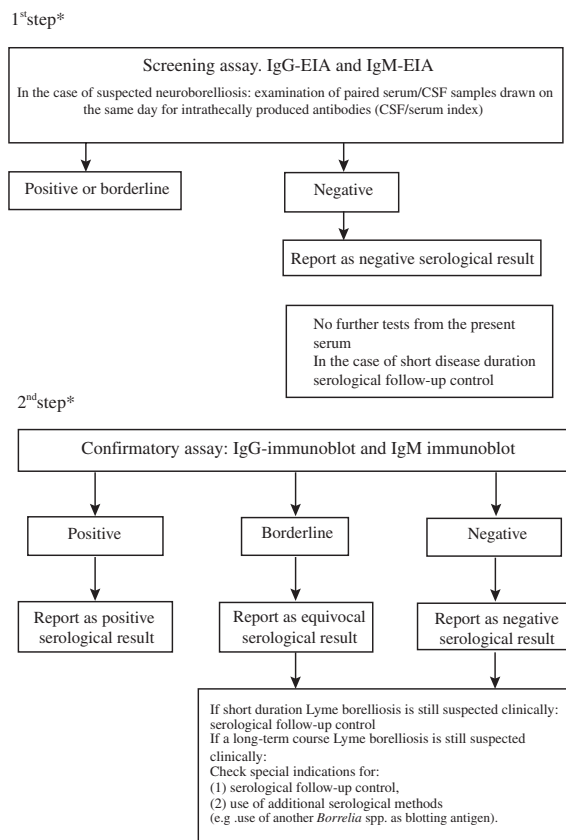 1ststep*
Screening assay. IgG-EIA and IgM-EIA
In the case of suspected neuroborelliosis: examination of paired serum/CSF samples drawn on
the same day for intrathecally produced antibodies (CSF/serum index)
Positive or borderline
Negative
Report as negative serological result
No further tests from the present
serum
In the case of short disease duration
serological follow-up control
2ndstep*
Confirmatory assay: IgG-immunoblot and IgM immunoblot
Positive
Borderline
Negative
Report as positive
serological result
Report as equivocal
serological result
Report as negative
serological result
If short duration Lyme borelliosis is still suspected clinically:
serological follow-up control
If a long-term course Lyme borelliosis is still suspected
clinically:
Check special indications for:
(1) serological follow-up control,
(2) use of additional serological methods
(e.g .use of another Borrelia spp. as blotting antigen).